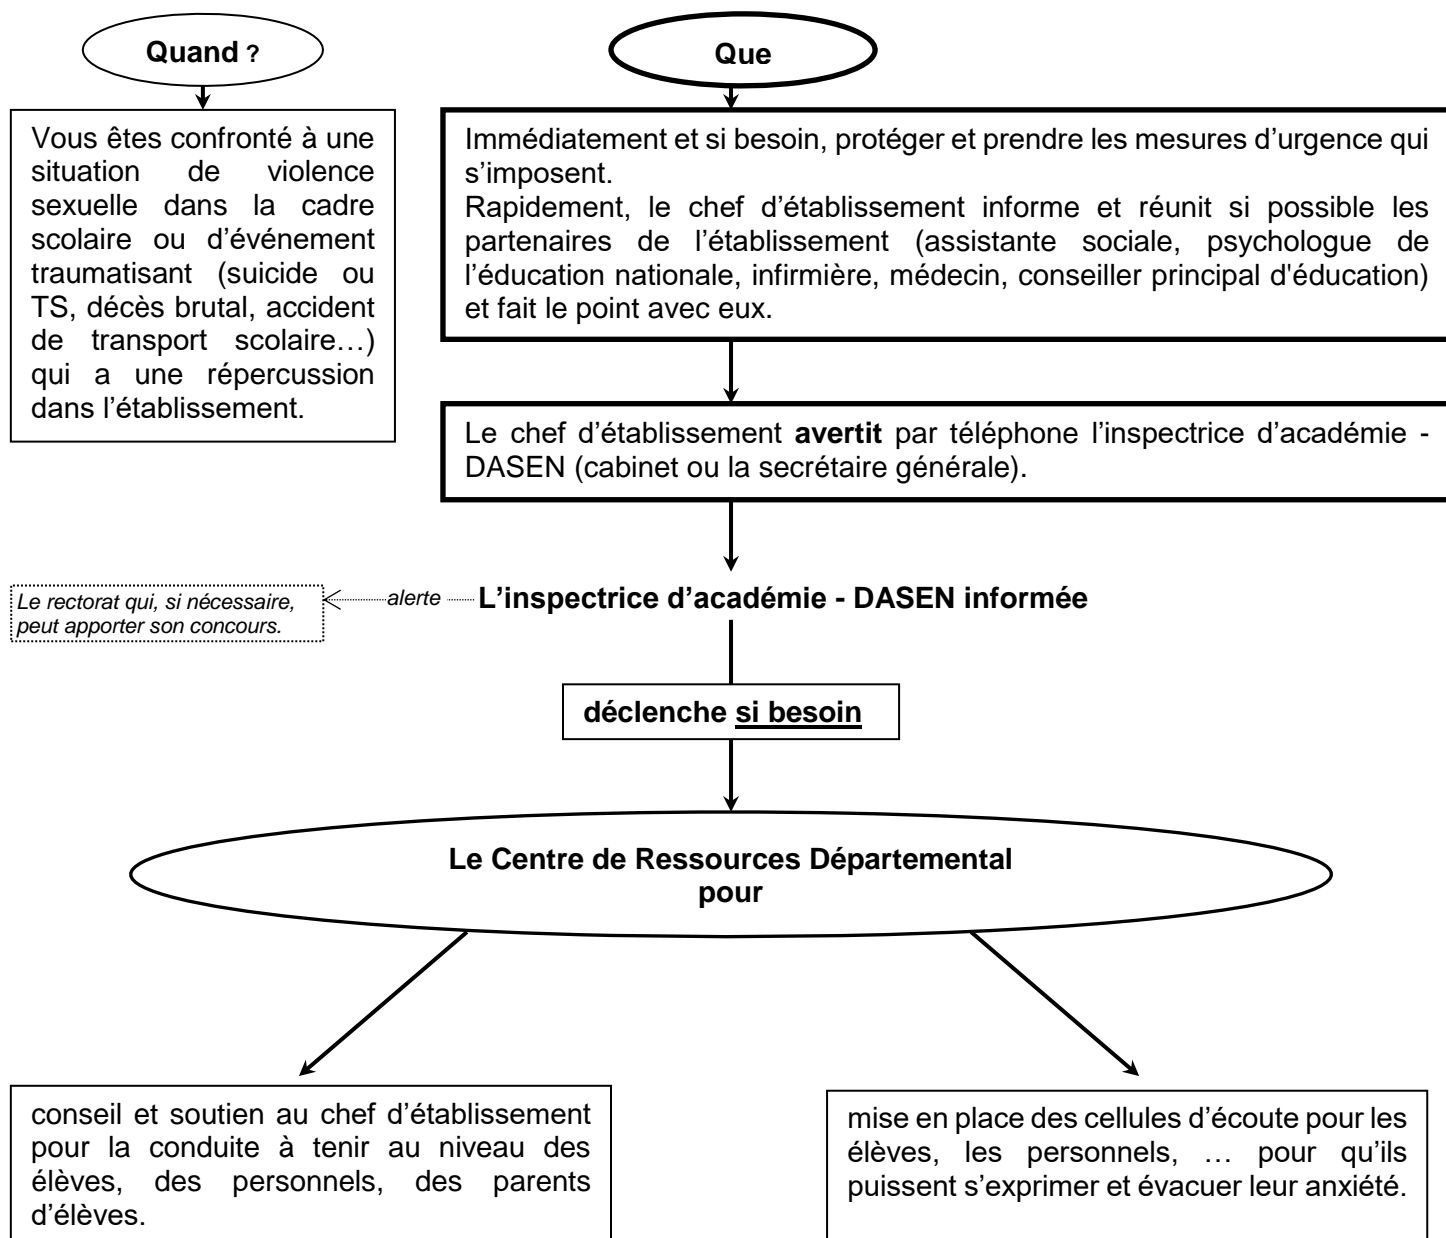 Quand ?
Vous êtes confronté à une
situation de violence
sexuelle dans la cadre
scolaire ou d’événement
traumatisant (suicide ou
TS, décès brutal, accident
de transport scolaire…)
qui a une répercussion
dans l’établissement.
Que
Immédiatement et si besoin, protéger et prendre les mesures d’urgence qui
s’imposent.
Rapidement, le chef d’établissement informe et réunit si possible les
partenaires de l’établissement (assistante sociale, psychologue de
l’éducation nationale, infirmière, médecin, conseiller principal d'éducation)
et fait le point avec eux.
Le chef d’établissement avertit par téléphone l’inspectrice d’académie -
DASEN (cabinet ou la secrétaire générale).
L’inspectrice d’académie - DASEN informée
alerte
Le rectorat qui, si nécessaire,
peut apporter son concours.
déclenche si besoin
Le Centre de Ressources Départemental
pour
conseil et soutien au chef d’établissement
pour la conduite à tenir au niveau des
élèves, des personnels, des parents
d’élèves.
mise en place des cellules d’écoute pour les
élèves, les personnels, … pour qu’ils
puissent s’exprimer et évacuer leur anxiété.